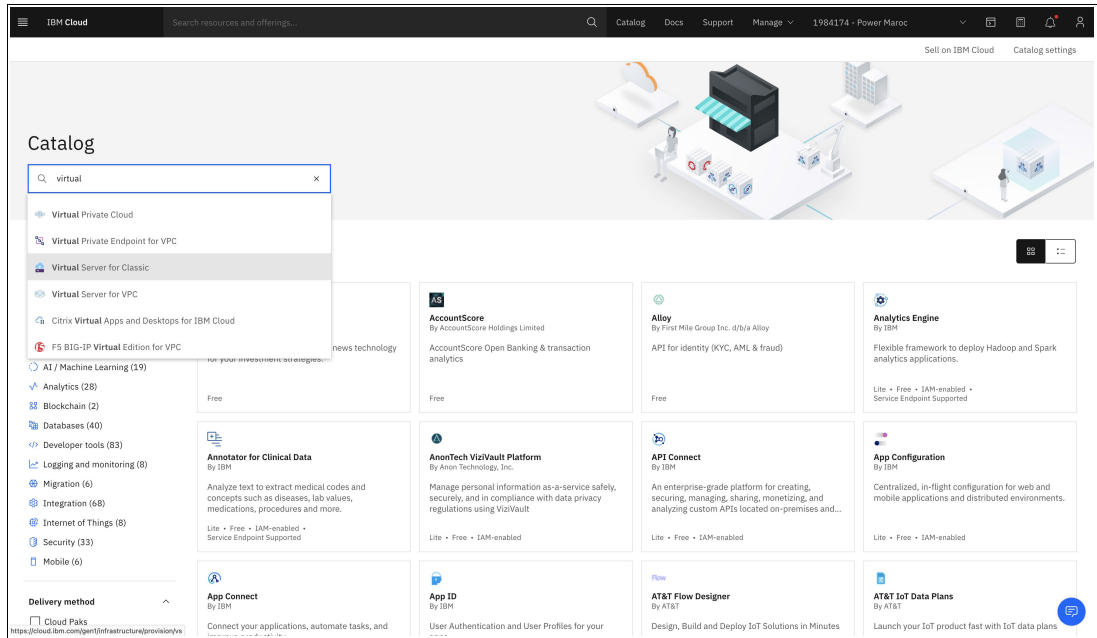 IBM Cloud
Search resources and offerings...
Catalog
Docs
Support
Manage
1984174 - Power Maroc
Sell on IBM Cloud
Catalog settings
Catalog
virtual
Virtual Private Cloud
Virtual Private Endpoint for VPC
Virtual Server for Classic
Virtual Server for VPC
Citrix Virtual Apps and Desktops for IBM Cloud
F5 BIG-IP Virtual Edition for VPC
AI / Machine Learning (19)
Analytics (28)
Blockchain (2)
Databases (40)
Developer tools (83)
Logging and monitoring (8)
Migration (6)
Integration (68)
Internet of Things (8)
Security (33)
Mobile (6)
Delivery method
Cloud Paks
https://cloud.ibm.com/gen1/infrastructure/provision/vs
news technology
for your investment strategies.
Free
AS
AccountScore
By AccountScore Holdings Limited
AccountScore Open Banking & transaction
analytics
Free
Alloy
By First Mile Group Inc. d/b/a Alloy
API for identity (KYC, AML & fraud)
Free
Analytics Engine
By IBM
Flexible framework to deploy Hadoop and Spark
analytics applications.
Lite • Free • IAM-enabled •
Service Endpoint Supported
Annotator for Clinical Data
By IBM
Analyze text to extract medical codes and
concepts such as diseases, lab values,
medications, procedures and more.
Lite • Free • IAM-enabled •
Service Endpoint Supported
AnonTech ViziVault Platform
By Anon Technology, Inc.
Manage personal information as-a-service safely,
securely, and in compliance with data privacy
regulations using ViziVault
Lite • Free • IAM-enabled
API Connect
By IBM
An enterprise-grade platform for creating,
securing, managing, sharing, monetizing, and
analyzing custom APIs located on-premises and...
Lite • Free • IAM-enabled
App Configuration
By IBM
Centralized, in-flight configuration for web and
mobile applications and distributed environments.
Lite • Free • IAM-enabled
App Connect
By IBM
Connect your applications, automate tasks, and
improve productivity
App ID
By IBM
User Authentication and User Profiles for your
apps
Flow
AT&T Flow Designer
By AT&T
Design, Build and Deploy IoT Solutions in Minutes
AT&T IoT Data Plans
By AT&T
Launch your IoT product fast with IoT data plans